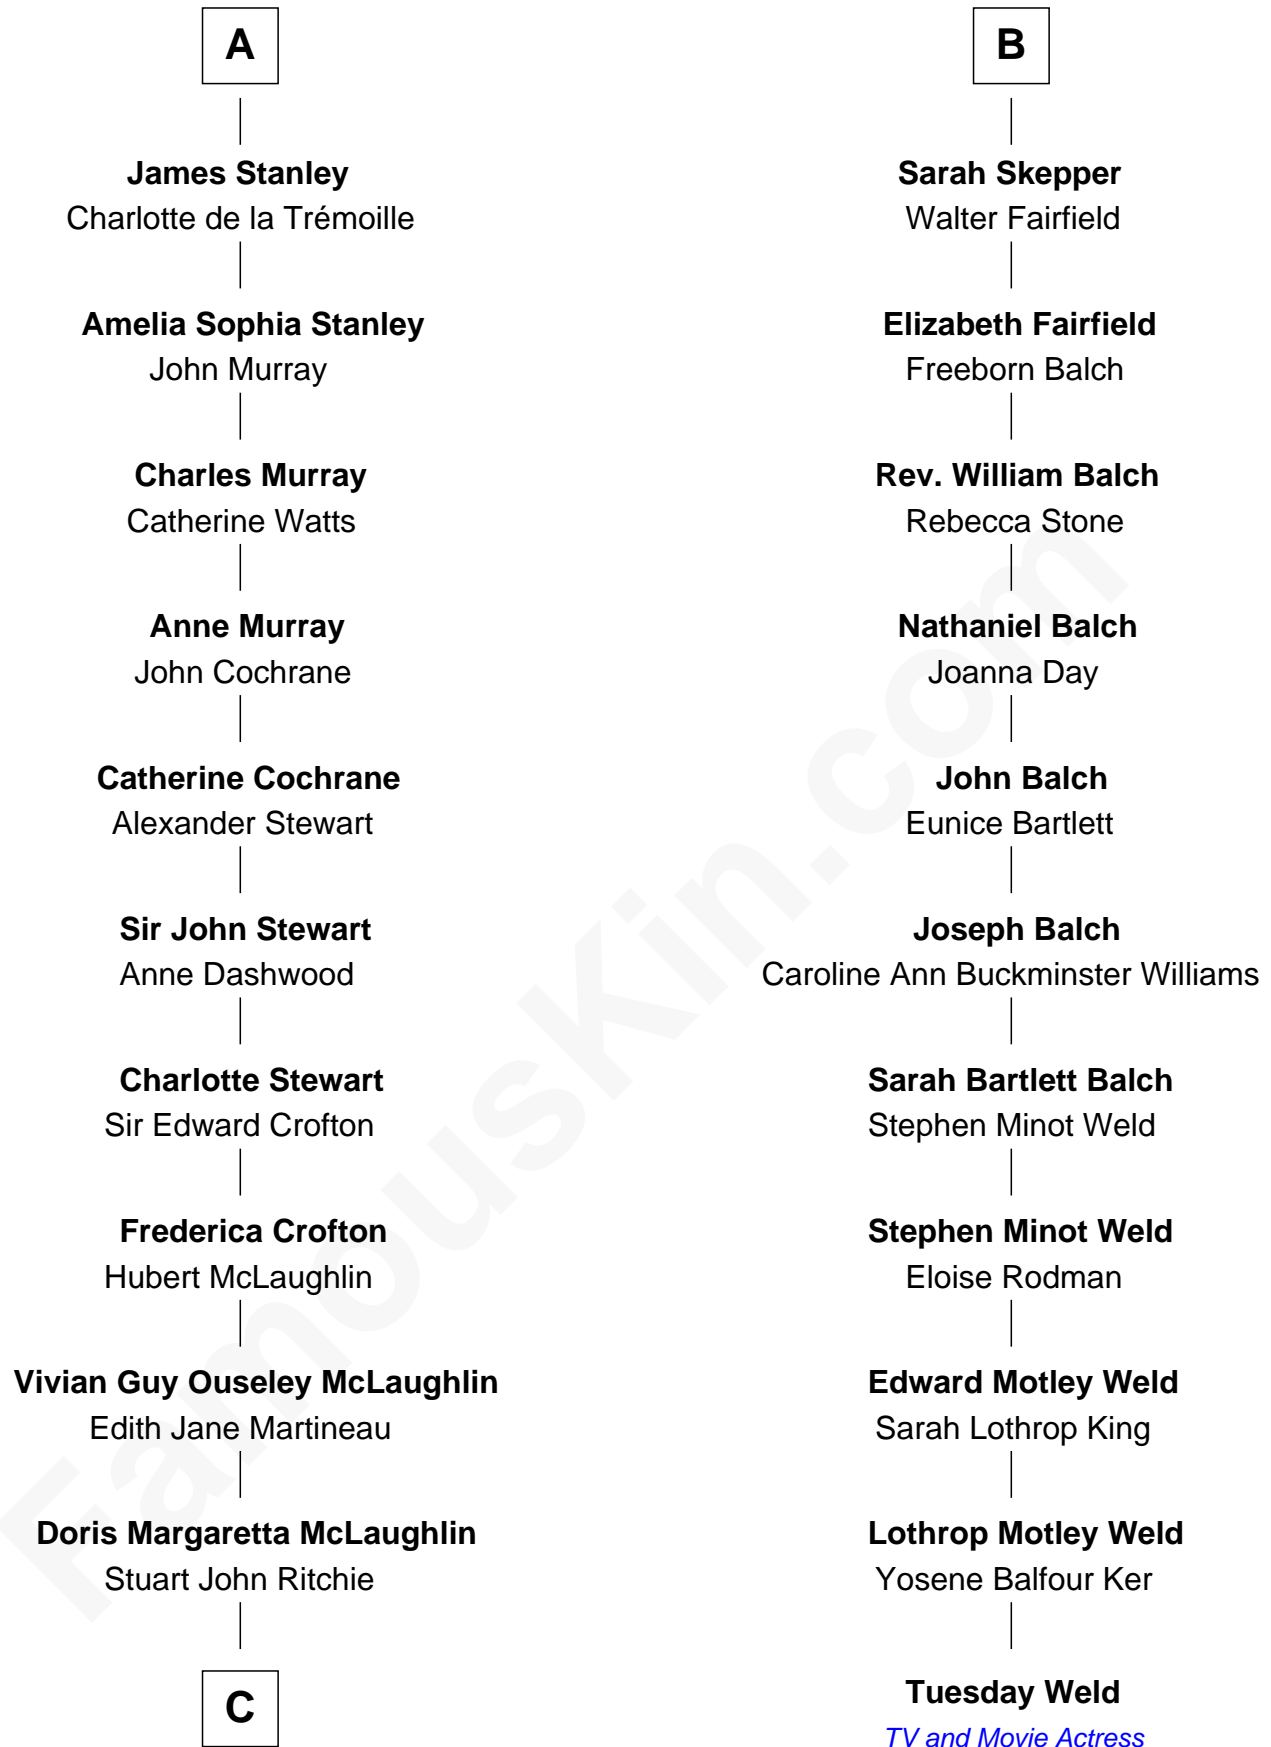 A
James Stanley
Charlotte de la Trémoille
Amelia Sophia Stanley
John Murray
Charles Murray
Catherine Watts
Anne Murray
John Cochrane
Catherine Cochrane
Alexander Stewart
Sir John Stewart
Anne Dashwood
Charlotte Stewart
Sir Edward Crofton
Frederica Crofton
Hubert McLaughlin
Vivian Guy Ouseley McLaughlin
Edith Jane Martineau
Doris Margaretta McLaughlin
Stuart John Ritchie
C
B
Sarah Skepper
Walter Fairfield
Elizabeth Fairfield
Freeborn Balch
Rev. William Balch
Rebecca Stone
Nathaniel Balch
Joanna Day
John Balch
Eunice Bartlett
Joseph Balch
Caroline Ann Buckminster Williams
Sarah Bartlett Balch
Stephen Minot Weld
Stephen Minot Weld
Eloise Rodman
Edward Motley Weld
Sarah Lothrop King
Lothrop Motley Weld
Yosene Balfour Ker
Tuesday Weld
TV and Movie Actress
FamousKin.com